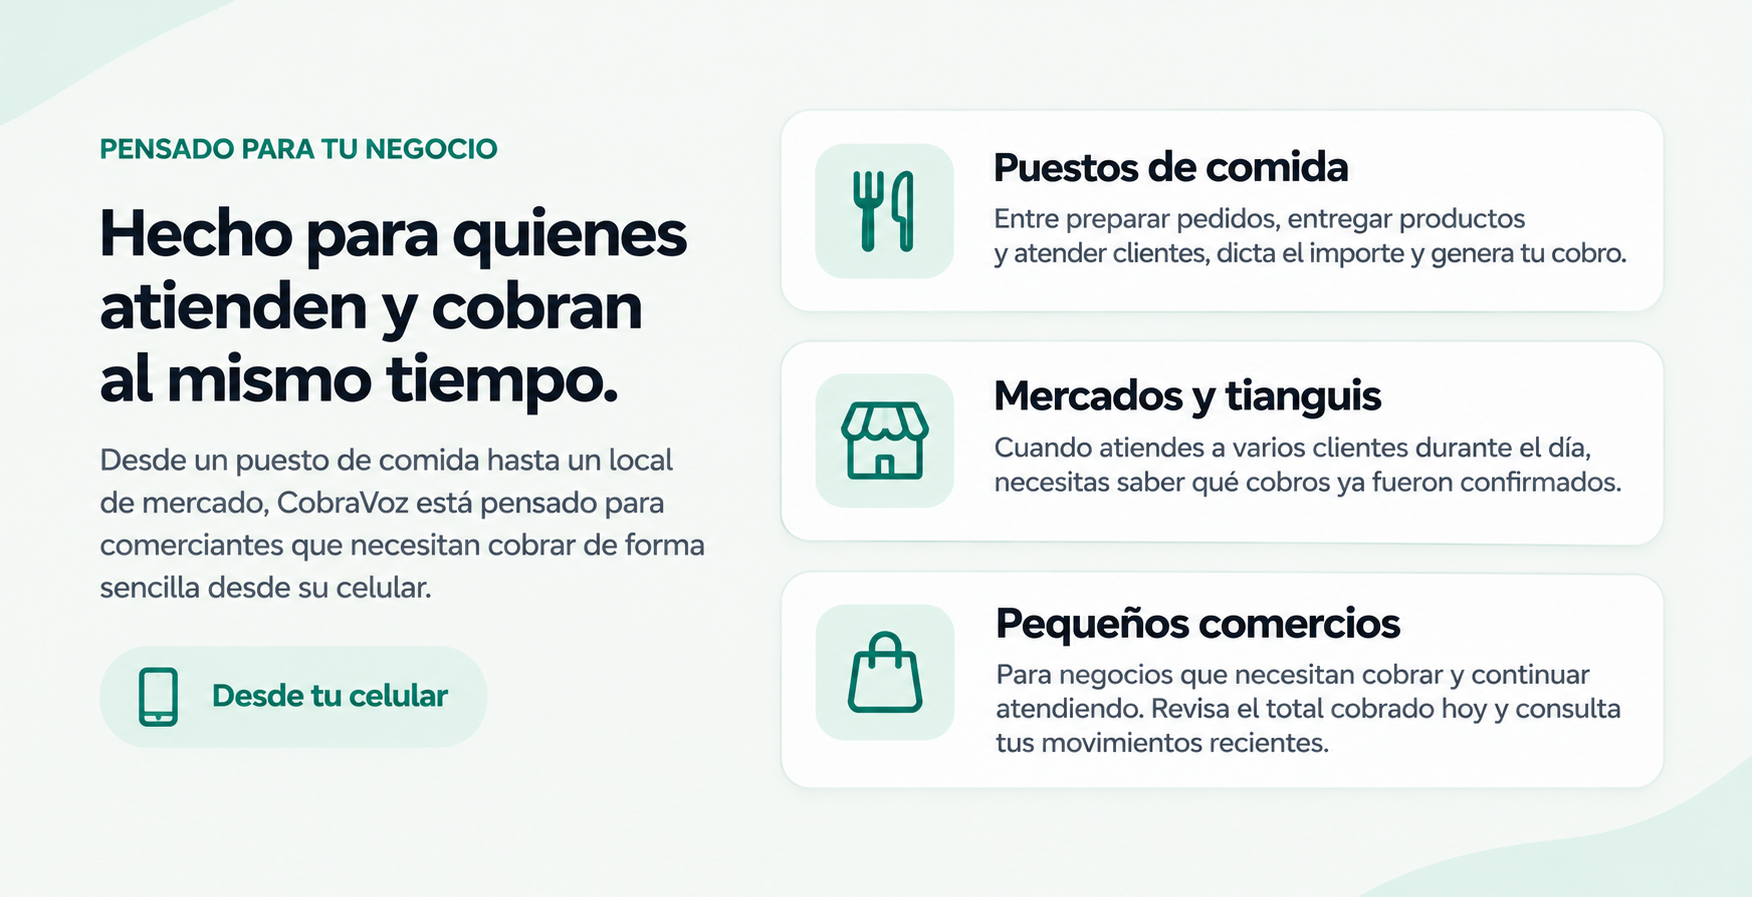 PENSADO PARA TU NEGOCIO
Hecho para quienes
atienden y cobran
al mismo tiempo.
Desde un puesto de comida hasta un local
de mercado, CobraVoz está pensado para
comerciantes que necesitan cobrar de forma
sencilla desde su celular.
Desde tu celular
Puestos de comida
Entre preparar pedidos, entregar productos
y atender clientes, dicta el importe y genera tu cobro.
Mercados y tianguis
Cuando atiendes a varios clientes durante el día,
necesitas saber qué cobros ya fueron confirmados.
Pequeños comercios
Para negocios que necesitan cobrar y continuar
atendiendo. Revisa el total cobrado hoy y consulta
tus movimientos recientes.